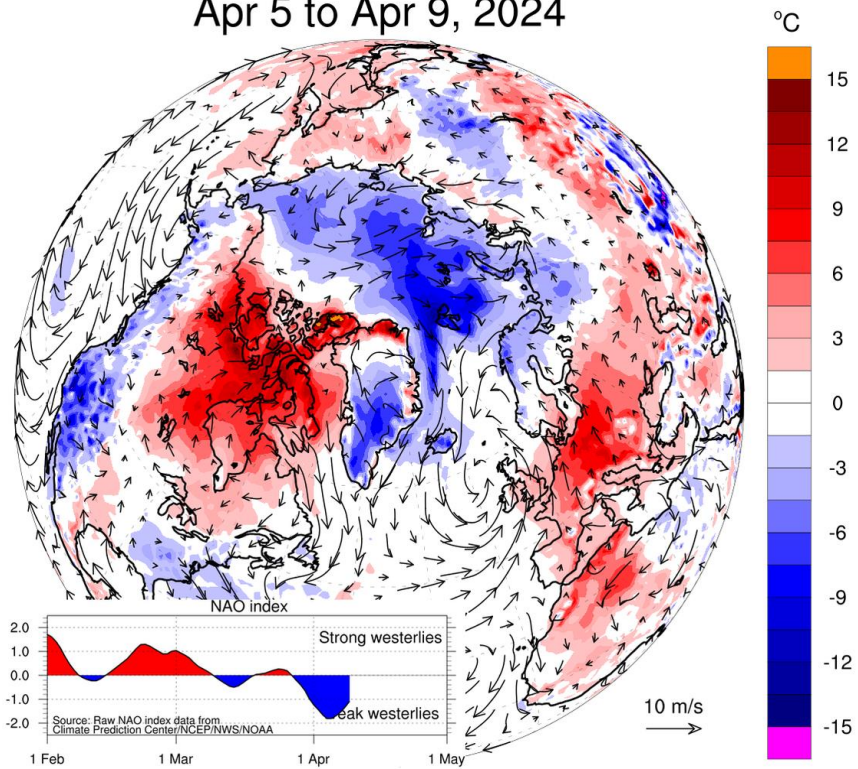 Apr 5 to Apr 9, 2024
°C
15
12
9
6
3
0
-3
-6
-9
-12
-15
10 m/s
NAO index
2.0
1.0
0.0
-1.0
-2.0
Strong westerlies
eak westerlies
Source: Raw NAO index data from
Climate Prediction Center/NCEP/NWS/NOAA
1 Feb 1 Mar 1 Apr 1 May